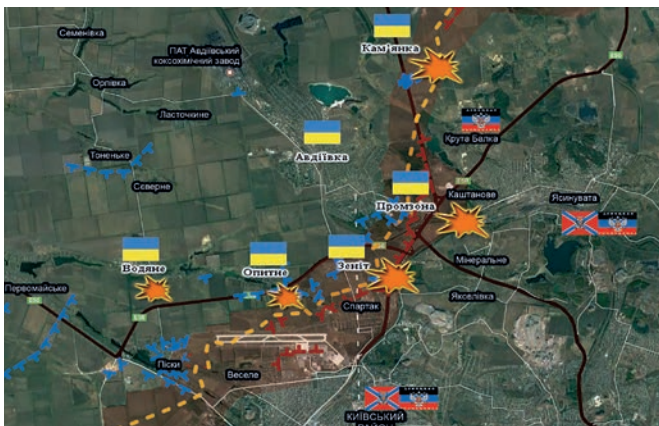 Семенівка
ПАТ Авдіївський
коксохімічний завод
Кам'янка
Орлівка
Ласточкине
Крута Балка
Тоненьке
Авдіївка
Сєверне
Промзона
Каштанове
Ясинувата
Водяне
Опитне
Зеніт
Мінеральне
Первомайське
Спартак
Яковлівка
Піски
Веселе
КИЇВСЬКИЙ